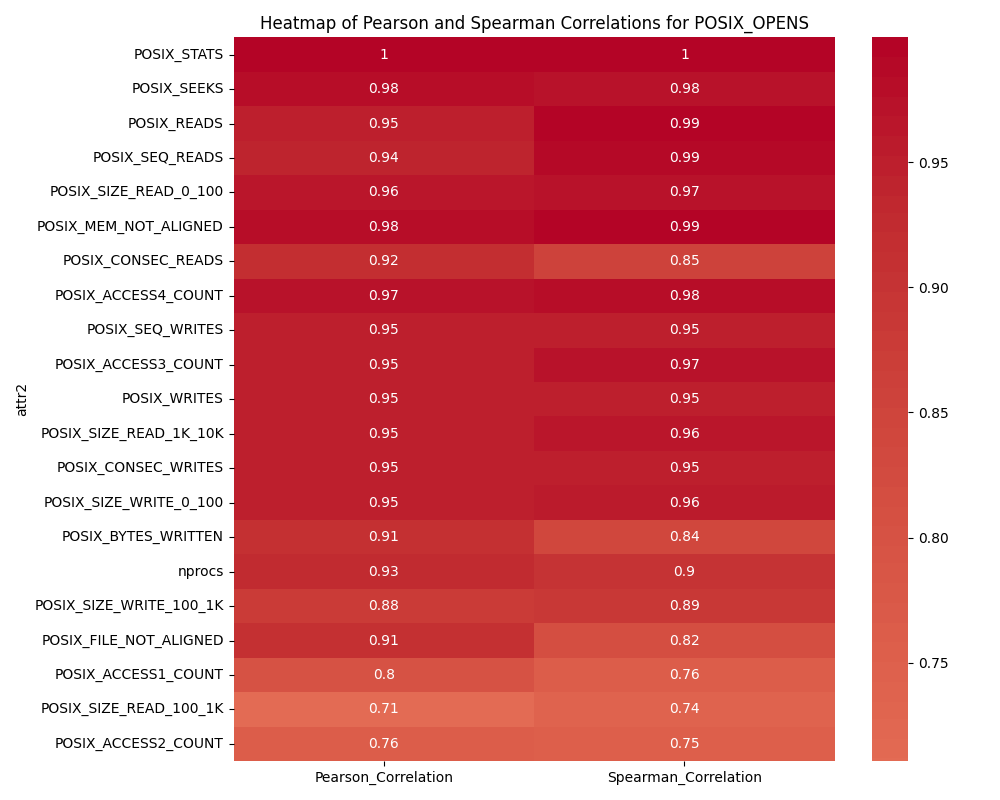 Heatmap of Pearson and Spearman Correlations for POSIX_OPENS
attr2
POSIX_STATS 1 1
POSIX_SEEKS 0.98 0.98
POSIX_READS 0.95 0.99
POSIX_SEQ_READS 0.94 0.99
POSIX_SIZE_READ_0_100 0.96 0.97
POSIX_MEM_NOT_ALIGNED 0.98 0.99
POSIX_CONSEC_READS 0.92 0.85
POSIX_ACCESS4_COUNT 0.97 0.98
POSIX_SEQ_WRITES 0.95 0.95
POSIX_ACCESS3_COUNT 0.95 0.97
POSIX_WRITES 0.95 0.95
POSIX_SIZE_READ_1K_10K 0.95 0.96
POSIX_CONSEC_WRITES 0.95 0.95
POSIX_SIZE_WRITE_0_100 0.95 0.96
POSIX_BYTES_WRITTEN 0.91 0.84
nprocs 0.93 0.9
POSIX_SIZE_WRITE_100_1K 0.88 0.89
POSIX_FILE_NOT_ALIGNED 0.91 0.82
POSIX_ACCESS1_COUNT 0.8 0.76
POSIX_SIZE_READ_100_1K 0.71 0.74
POSIX_ACCESS2_COUNT 0.76 0.75
Pearson_Correlation Spearman_Correlation
0.95
0.90
0.85
0.80
0.75